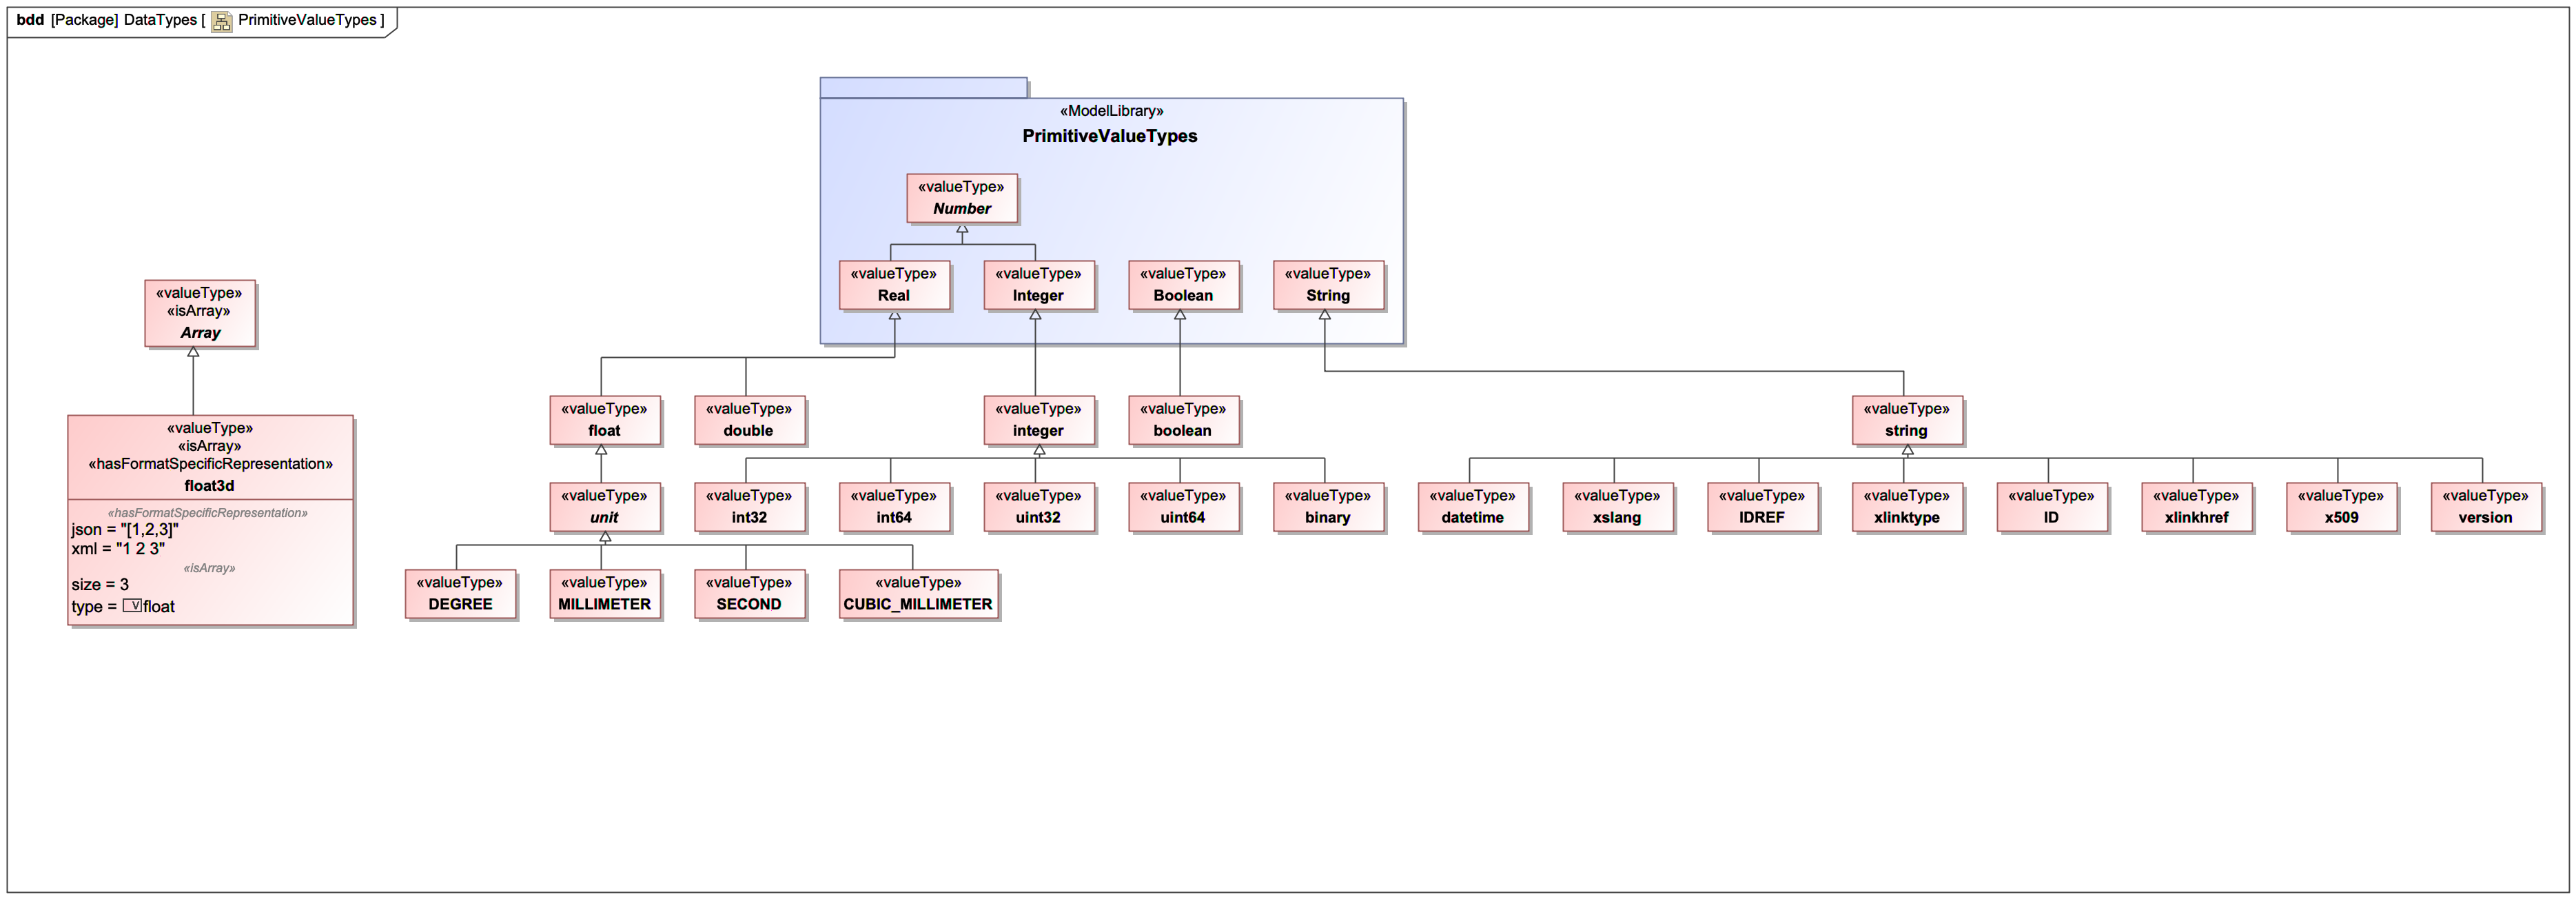 bdd [Package] DataTypes [ PrimitiveValueTypes ]
«ModelLibrary»
PrimitiveValueTypes
«valueType»
Number
«valueType»
Real
«valueType»
Integer
«valueType»
Boolean
«valueType»
String
«valueType»
«isArray»
Array
«valueType»
«isArray»
«hasFormatSpecificRepresentation»
float3d
«hasFormatSpecificRepresentation»
json = "[1,2,3]"
xml = "1 2 3"
«isArray»
size = 3
type = V float
«valueType»
float
«valueType»
double
«valueType»
integer
«valueType»
boolean
«valueType»
string
«valueType»
unit
«valueType»
int32
«valueType»
int64
«valueType»
uint32
«valueType»
uint64
«valueType»
binary
«valueType»
datetime
«valueType»
xslang
«valueType»
IDREF
«valueType»
xlinktype
«valueType»
ID
«valueType»
xlinkhref
«valueType»
x509
«valueType»
version
«valueType»
DEGREE
«valueType»
MILLIMETER
«valueType»
SECOND
«valueType»
CUBIC_MILLIMETER